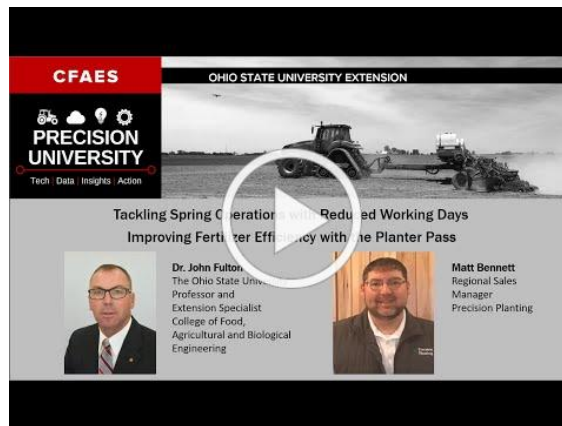 CFAES
OHIO STATE UNIVERSITY EXTENSION
PRECISION
UNIVERSITY
Tech | Data | Insights | Action
Tackling Spring Operations with Reduced Working Days
Improving Fertilizer Efficiency with the Planter Pass
Dr. John Fulton
The Ohio State University
Professor and
Extension Specialist
College of Food,
Agricultural and Biological
Engineering
Matt Bennett
Regional Sales
Manager
Precision Planting